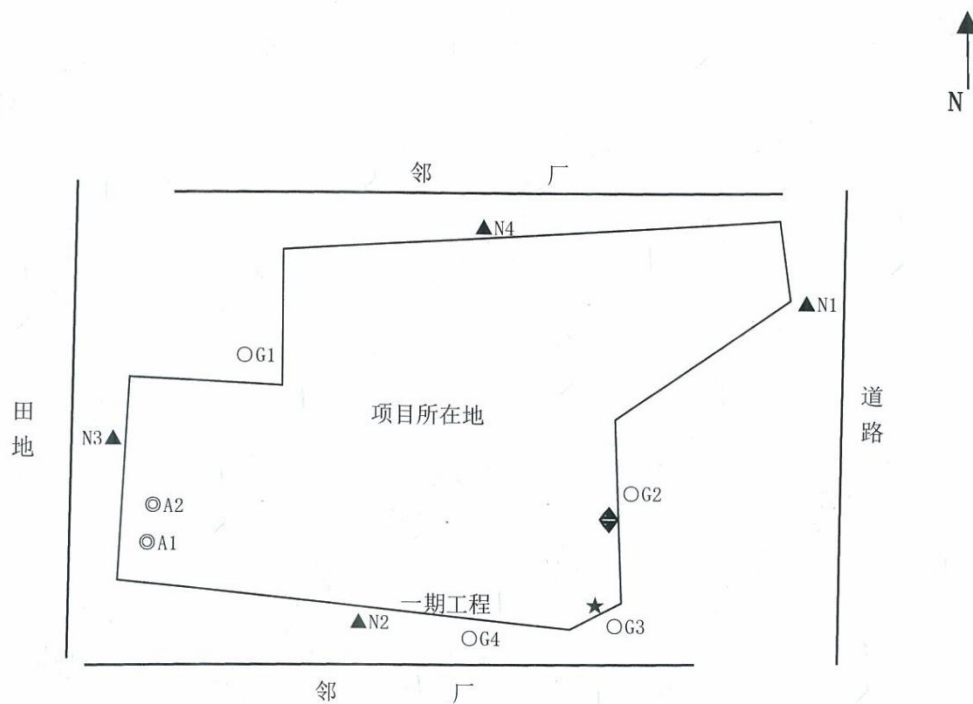 N
邻 厂
▲N4
▲N1
○G1
项目所在地
田地
道路
N3▲
○G2
◎A2
◎A1
一期工程
★
▲N2
○G3
○G4
邻 厂